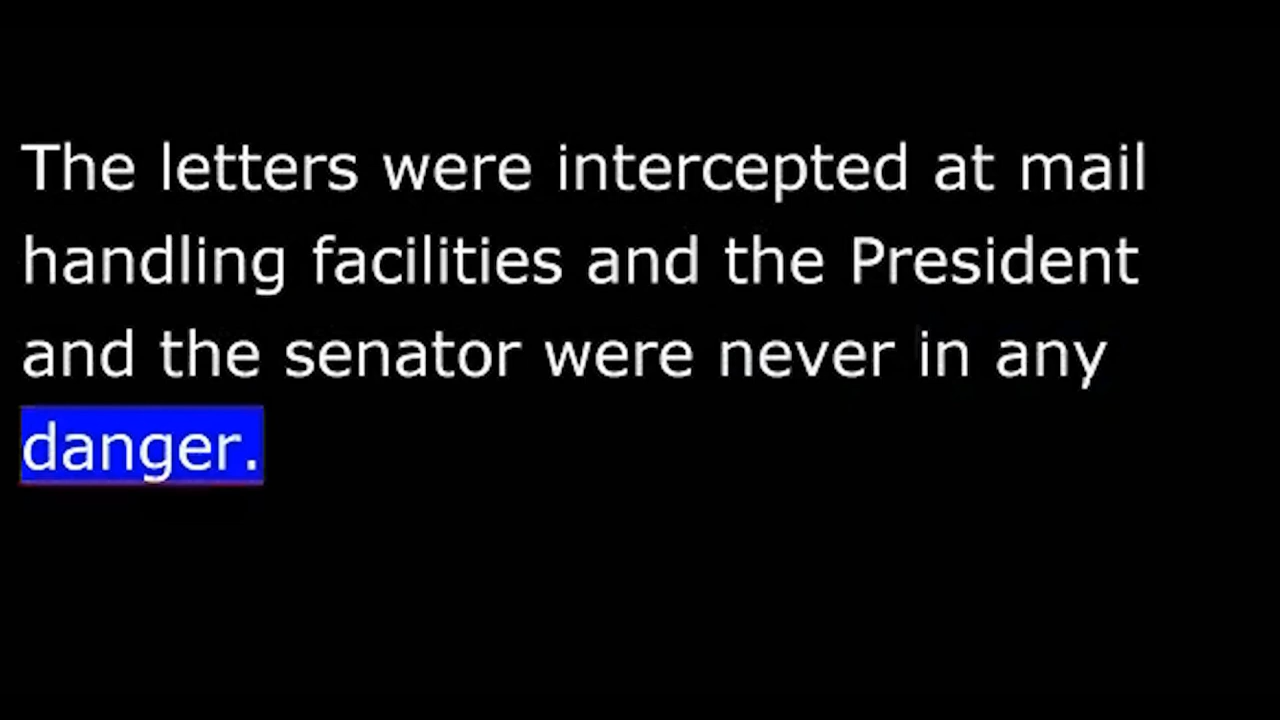 The letters were intercepted at mail
handling facilities and the President
and the senator were never in any
danger.